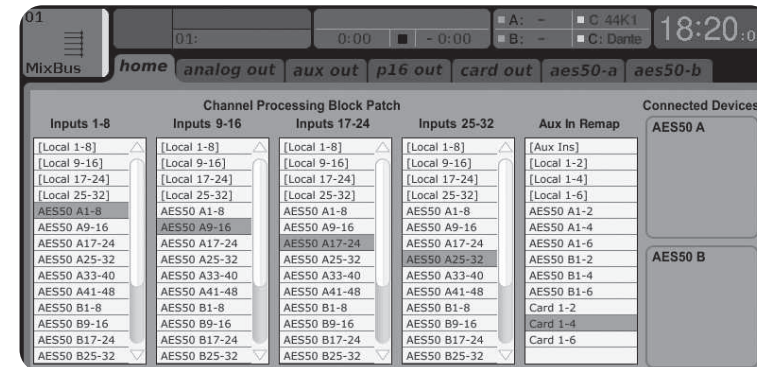 01
01:
0:00
- 0:00
A: -
B: -
C 44K1
C: Dante
18:20
MixBus
home
analog out
aux out
p16 out
card out
aes50-a
aes50-b
Channel Processing Block Patch
Connected Devices
Inputs 1-8
[Local 1-8]
[Local 9-16]
[Local 17-24]
[Local 25-32]
AES50 A1-8
AES50 A9-16
AES50 A17-24
AES50 A25-32
AES50 A33-40
AES50 A41-48
AES50 B1-8
AES50 B9-16
AES50 B17-24
AES50 B25-32
Inputs 9-16
[Local 1-8]
[Local 9-16]
[Local 17-24]
[Local 25-32]
AES50 A1-8
AES50 A9-16
AES50 A17-24
AES50 A25-32
AES50 A33-40
AES50 A41-48
AES50 B1-8
AES50 B9-16
AES50 B17-24
AES50 B25-32
Inputs 17-24
[Local 1-8]
[Local 9-16]
[Local 17-24]
[Local 25-32]
AES50 A1-8
AES50 A9-16
AES50 A17-24
AES50 A25-32
AES50 A33-40
AES50 A41-48
AES50 B1-8
AES50 B9-16
AES50 B17-24
AES50 B25-32
Inputs 25-32
[Local 1-8]
[Local 9-16]
[Local 17-24]
[Local 25-32]
AES50 A1-8
AES50 A9-16
AES50 A17-24
AES50 A25-32
AES50 A33-40
AES50 A41-48
AES50 B1-8
AES50 B9-16
AES50 B17-24
AES50 B25-32
Aux In Remap
[Aux Ins]
[Local 1-2]
[Local 1-4]
[Local 1-6]
AES50 A1-2
AES50 A1-4
AES50 A1-6
AES50 B1-2
AES50 B1-4
AES50 B1-6
Card 1-2
Card 1-4
Card 1-6
AES50 A
AES50 B